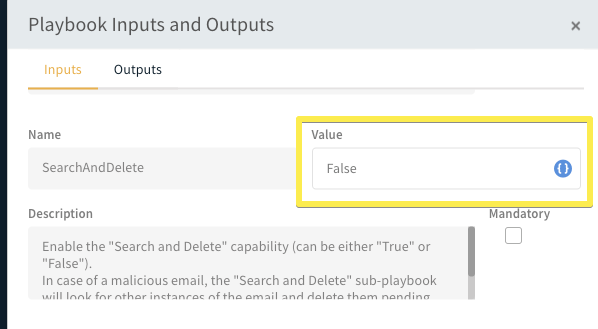 Playbook Inputs and Outputs ×
Inputs Outputs
Name Value
SearchAndDelete False {}
Description Mandatory
Enable the "Search and Delete" capability (can be either "True" or
"False").
In case of a malicious email, the "Search and Delete" sub-playbook
will look for other instances of the email and delete them pending